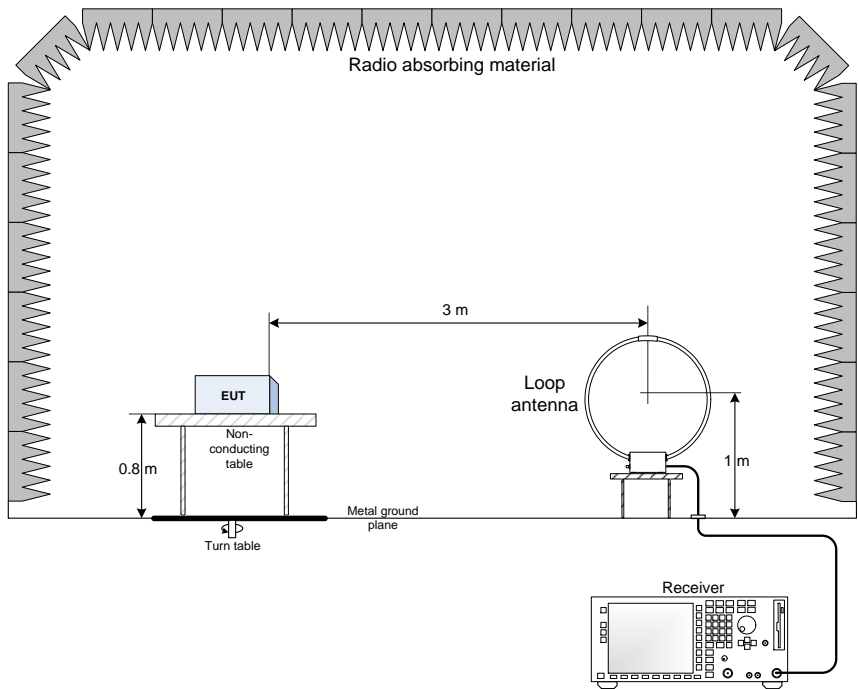 Radio absorbing material
3 m
EUT
Loop
antenna
Non-
conducting
table
0.8 m
1 m
Metal ground
plane
Turn table
Receiver